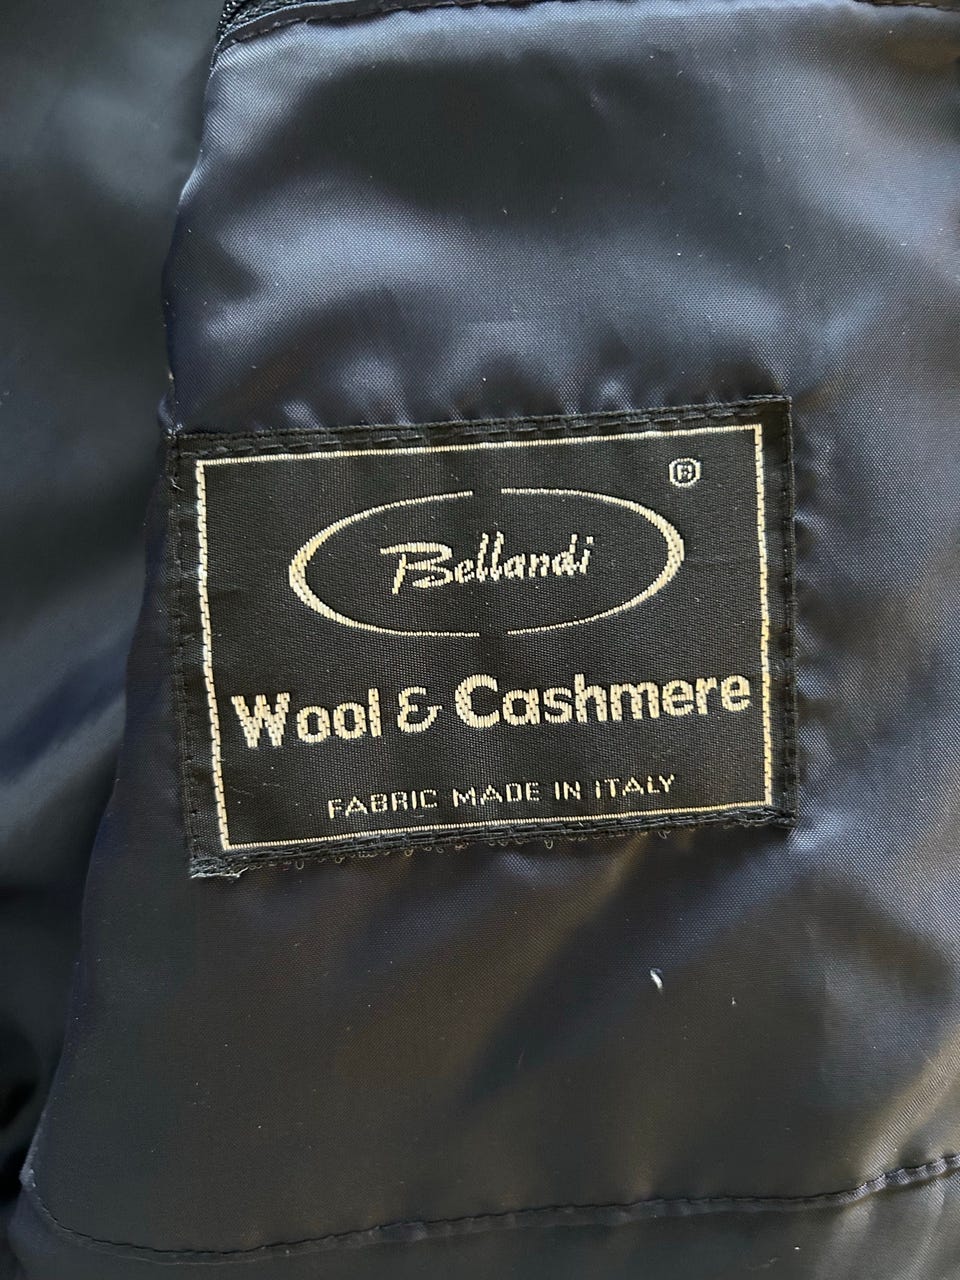 ®
Bellandi
Wool & Cashmere
FABRIC MADE IN iTALY